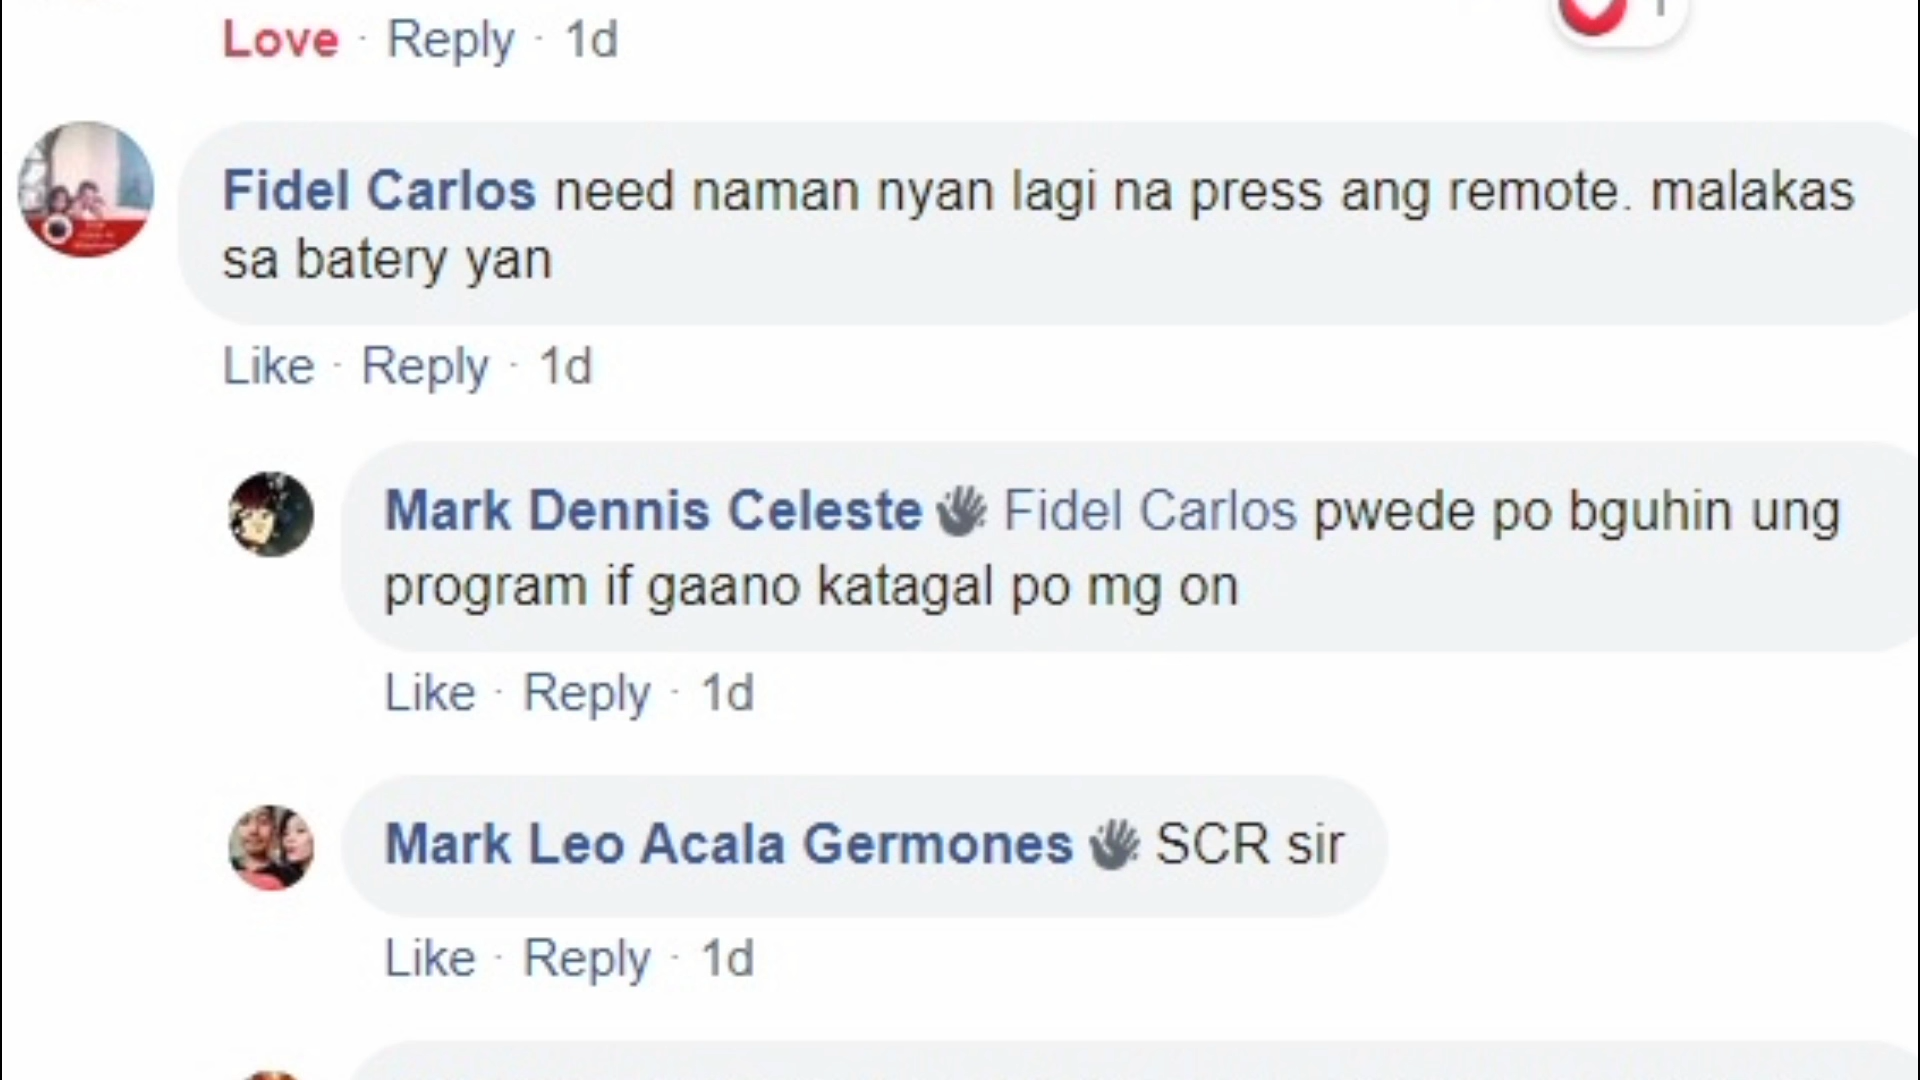 Love · Reply · 1d
Fidel Carlos need naman nyan lagi na press ang remote. malakas
sa batery yan
Like · Reply · 1d
Mark Dennis Celeste Fidel Carlos pwede po bguhin ung
program if gaano katagal po mg on
Like · Reply · 1d
Mark Leo Acala Germones SCR sir
Like · Reply · 1d